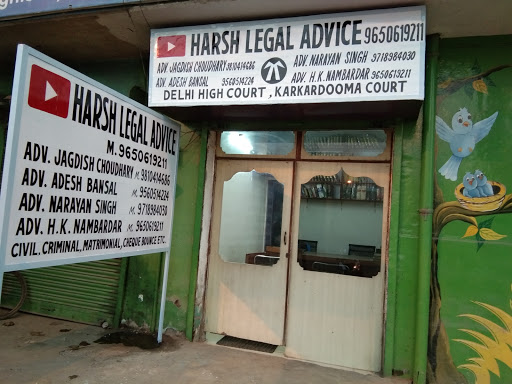 HARSH LEGAL ADVICE 9650619211
ADV. JAGDISH CHOUDHARY 9810414686
ADV. NARAYAN SINGH 9718984030
ADV. ADESH BANSAL 9560514224
ADV. H.K. NAMBARDAR 9650619211
DELHI HIGH COURT, KARKARDOOMA COURT
HARSH LEGAL ADVICE
M. 9650619211
ADV. JAGDISH CHOUDHARY M. 9810414686
ADV. ADESH BANSAL M. 9560514224
ADV. NARAYAN SINGH M. 9718984030
ADV. H.K. NAMBARDAR M. 9650619211
CIVIL, CRIMINAL, MATRIMONIAL, CHEQUE BOUNCE ETC.